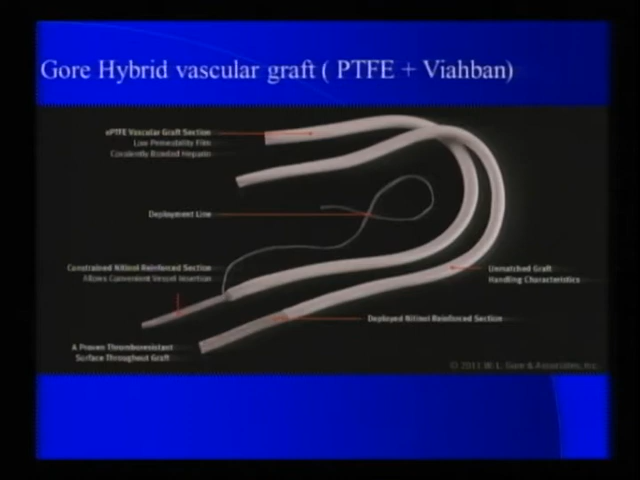 Gore Hybrid vascular graft ( PTFE + Viahban)
ePTFE Vascular Graft Section
Low Permeability Film
Covalently Bonded Heparin
Deployment Line
Constrained Nitinol Reinforced Section
Allows Convenient Vessel Insertion
Unmatched Graft
Handling Characteristics
Deployed Nitinol Reinforced Section
A Proven Thromboresistant
Surface Throughout Graft
© 2011 W. L. Gore & Associates, Inc.